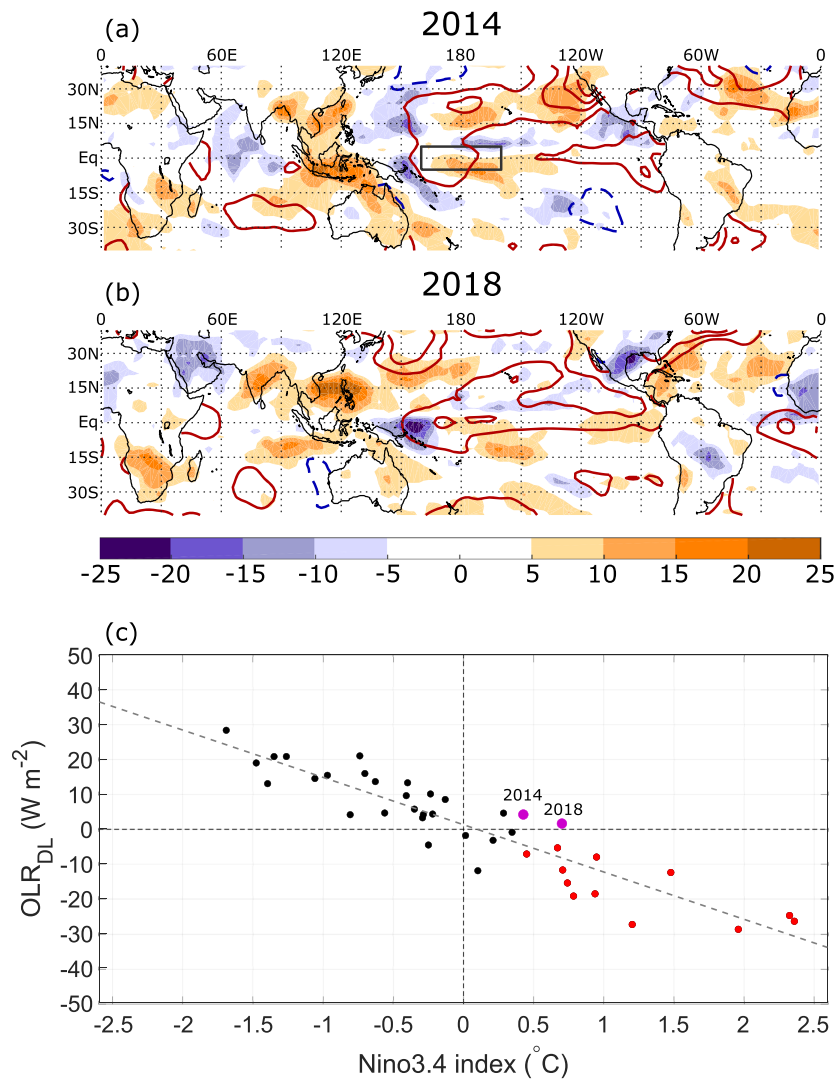 (a) 2014
0 60E 120E 180 120W 60W 0
30N
15N
Eq
15S
30S
(b) 2018
0 60E 120E 180 120W 60W 0
30N
15N
Eq
15S
30S
-25 -20 -15 -10 -5 0 5 10 15 20 25
(c)
50
40
30
20
10
2014
2018
0
-10
-20
-30
-40
-50
OLR_DL (W m^-2)
-2.5 -2 -1.5 -1 -0.5 0 0.5 1 1.5 2 2.5
Nino3.4 index (°C)